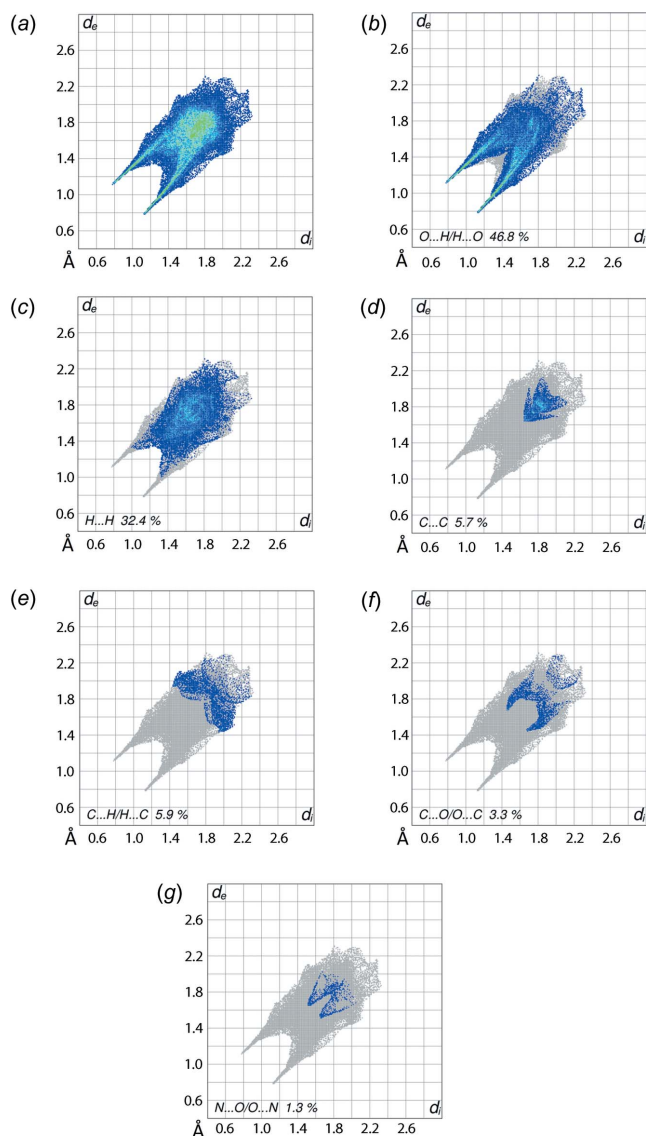 (a)
de
2.6
2.2
1.8
1.4
1.0
0.6
di
Å 0.6 1.0 1.4 1.8 2.2 2.6
(b)
de
2.6
2.2
1.8
1.4
1.0
0.6
O...H/H...O 46.8 %
di
Å 0.6 1.0 1.4 1.8 2.2 2.6
(c)
de
2.6
2.2
1.8
1.4
1.0
0.6
H...H 32.4 %
di
Å 0.6 1.0 1.4 1.8 2.2 2.6
(d)
de
2.6
2.2
1.8
1.4
1.0
0.6
C...C 5.7 %
di
Å 0.6 1.0 1.4 1.8 2.2 2.6
(e)
de
2.6
2.2
1.8
1.4
1.0
0.6
C...H/H...C 5.9 %
di
Å 0.6 1.0 1.4 1.8 2.2 2.6
(f)
de
2.6
2.2
1.8
1.4
1.0
0.6
C...O/O...C 3.3 %
di
Å 0.6 1.0 1.4 1.8 2.2 2.6
(g)
de
2.6
2.2
1.8
1.4
1.0
0.6
N...O/O...N 1.3 %
di
Å 0.6 1.0 1.4 1.8 2.2 2.6